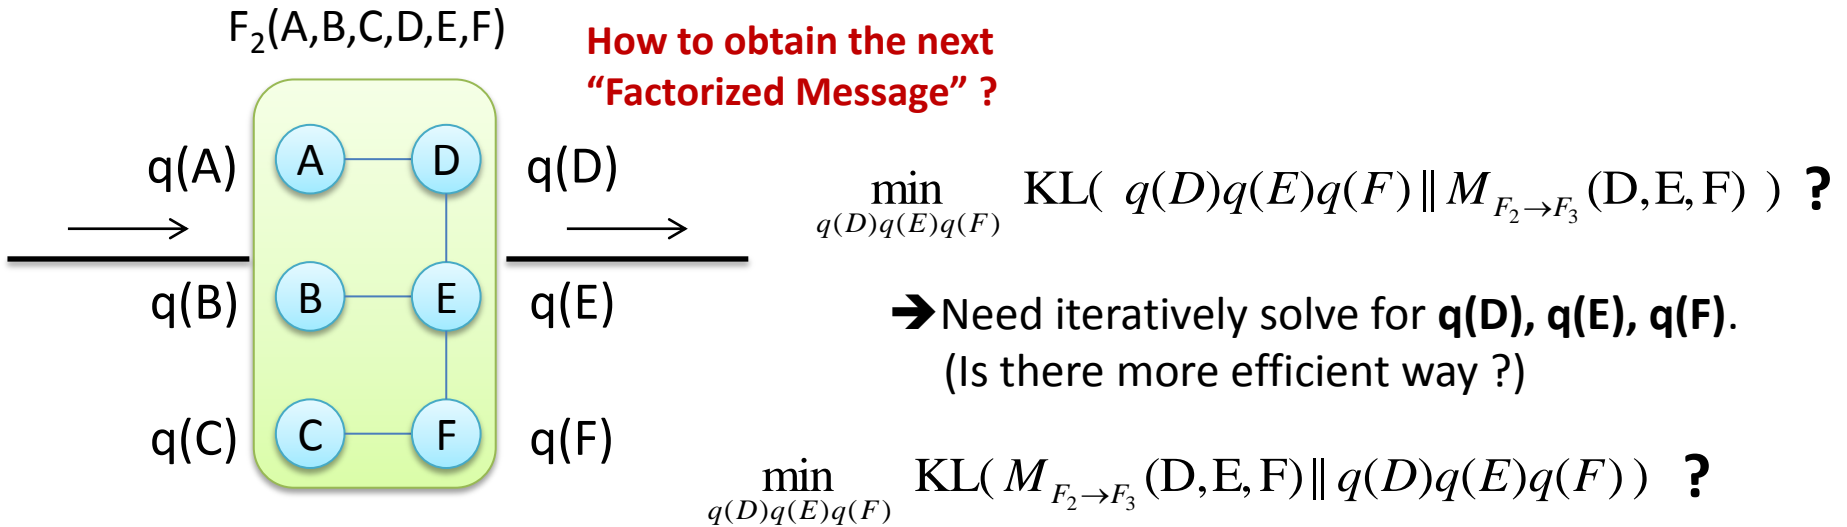 F₂(A,B,C,D,E,F)
How to obtain the next
“Factorized Message” ?
q(A) A D q(D)
min KL( q(D)q(E)q(F) || M F₂→F₃ (D,E,F) ) ?
q(D)q(E)q(F)
q(B) B E q(E)
➔Need iteratively solve for q(D), q(E), q(F).
(Is there more efficient way ?)
q(C) C F q(F)
min KL( M F₂→F₃ (D,E,F) || q(D)q(E)q(F) ) ?
q(D)q(E)q(F)